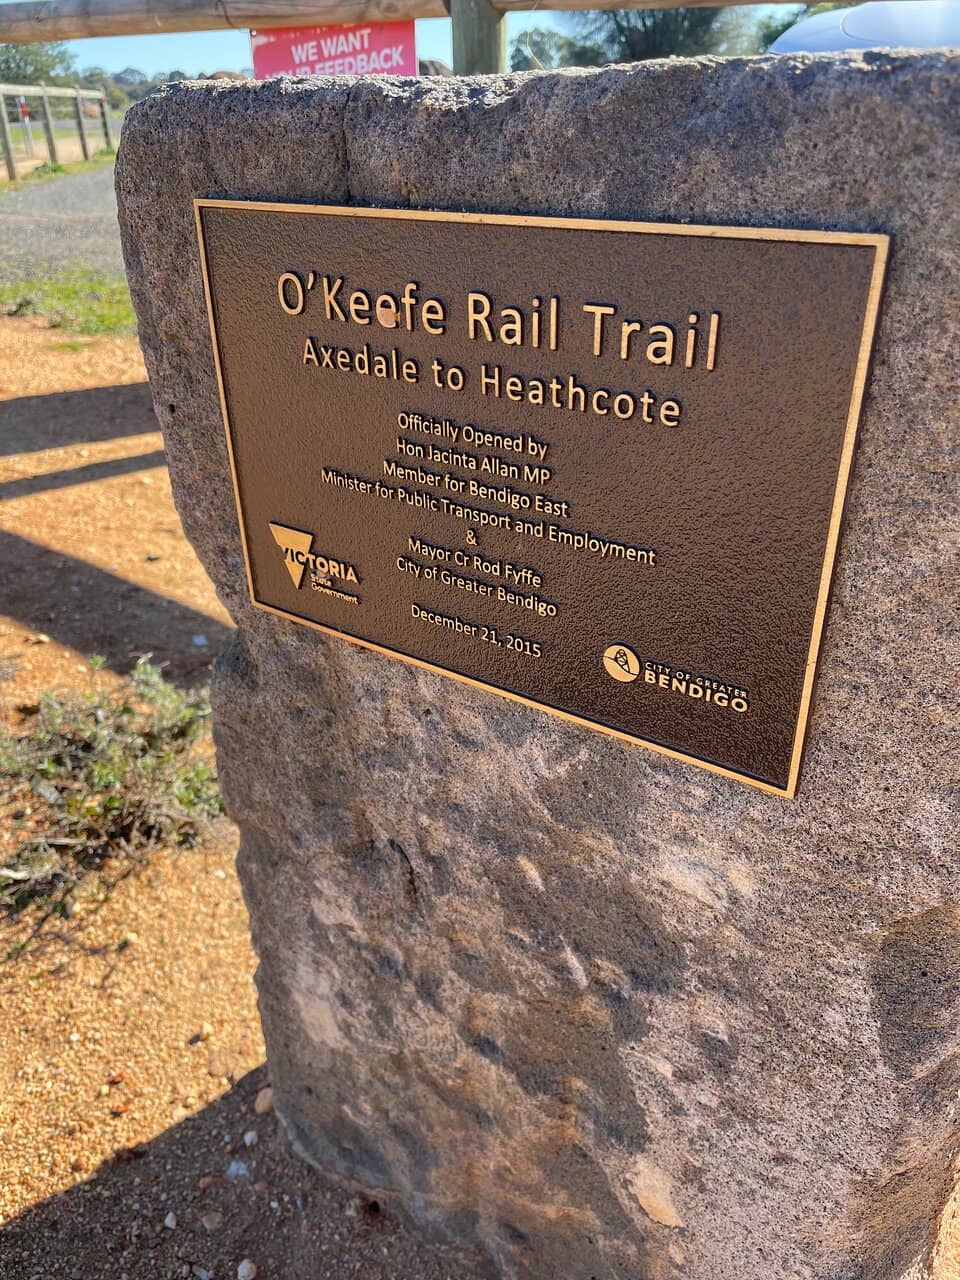 WE WANT
YOUR FEEDBACK
O'Keefe Rail Trail
Axedale to Heathcote
Officially Opened by
Hon Jacinta Allan MP
Member for Bendigo East
Minister for Public Transport and Employment
&
Mayor Cr Rod Fyffe
City of Greater Bendigo
December 21, 2015
VICTORIA
State
Government
CITY OF GREATER
BENDIGO